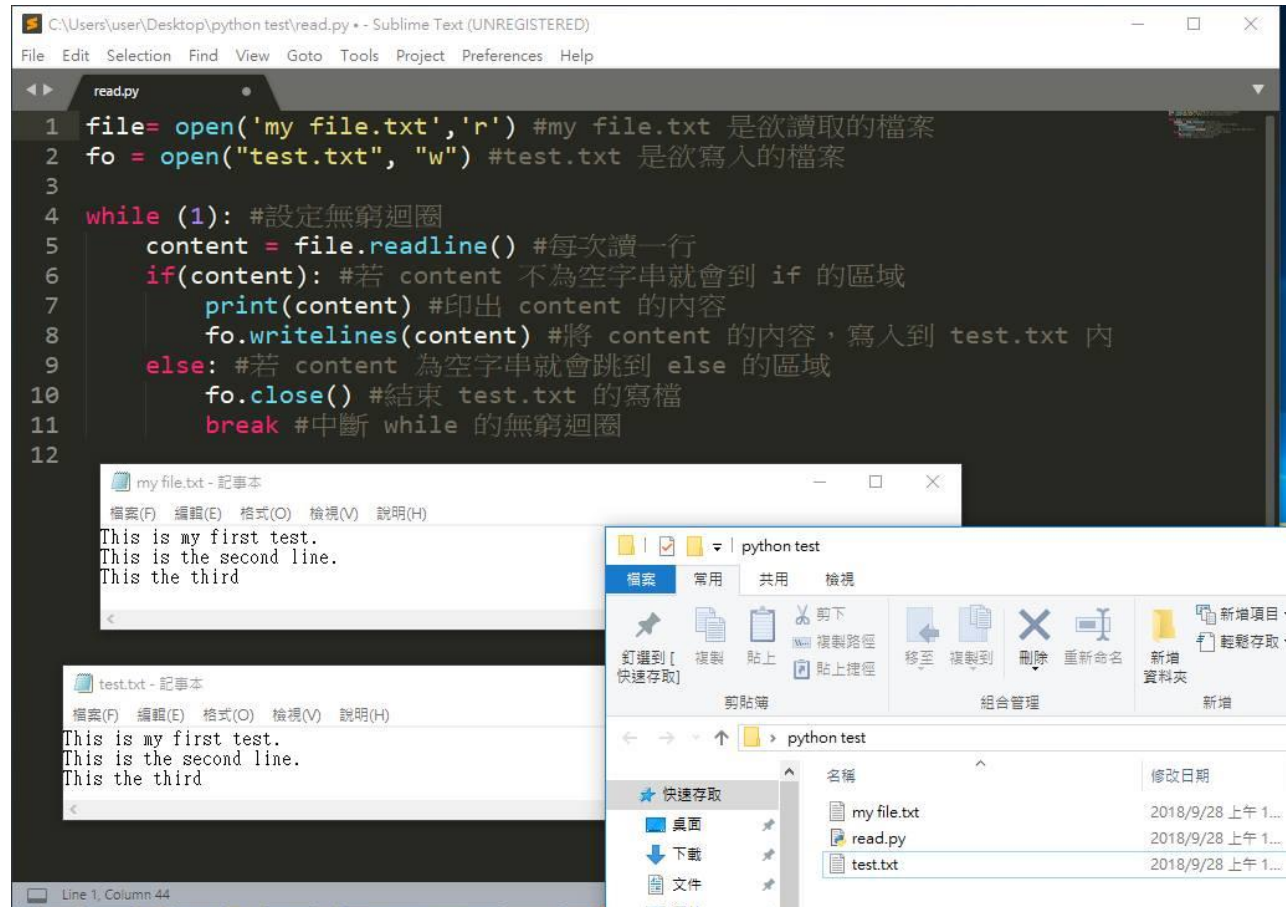 C:\Users\user\Desktop\python test\read.py • - Sublime Text (UNREGISTERED)
File Edit Selection Find View Goto Tools Project Preferences Help
read.py
1 file= open('my file.txt','r') #my file.txt 是欲讀取的檔案
2 fo = open("test.txt", "w") #test.txt 是欲寫入的檔案
3
4 while (1): #設定無窮迴圈
5 content = file.readline() #每次讀一行
6 if(content): #若 content 不為空字串就會到 if 的區域
7 print(content) #印出 content 的內容
8 fo.writelines(content) #將 content 的內容，寫入到 test.txt 內
9 else: #若 content 為空字串就會跳到 else 的區域
10 fo.close() #結束 test.txt 的寫檔
11 break #中斷 while 的無窮迴圈
12
my file.txt - 記事本
檔案(F) 編輯(E) 格式(O) 檢視(V) 說明(H)
This is my first test.
This is the second line.
This the third
test.txt - 記事本
檔案(F) 編輯(E) 格式(O) 檢視(V) 說明(H)
This is my first test.
This is the second line.
This the third
python test
檔案 常用 共用 檢視
釘選到 [
快速存取]
複製
貼上
剪下
複製路徑
貼上捷徑
移至
複製到
刪除
重新命名
新增
資料夾
新增項目
輕鬆存取
剪貼簿 組合管理 新增
python test
名稱 修改日期
快速存取
桌面
下載
文件
my file.txt 2018/9/28 上午 1...
read.py 2018/9/28 上午 1...
test.txt 2018/9/28 上午 1...
Line 1, Column 44